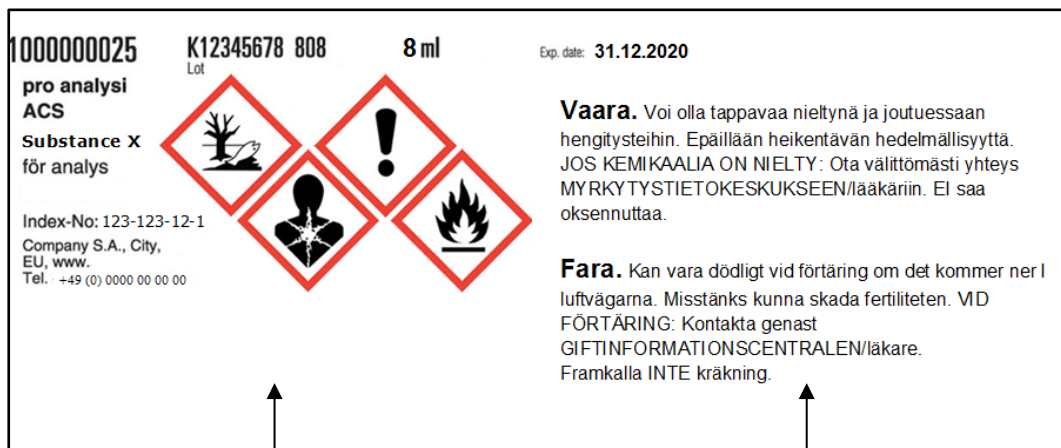 1000000025
K12345678 808
8 ml
Exp. date: 31.12.2020
Lot
pro analysi
ACS
Substance X
för analys
Index-No: 123-123-12-1
Company S.A., City,
EU, www.
Tel. +49 (0) 0000 00 00 00
Vaara. Voi olla tappavaa nieltynä ja joutuessaan
hengitysteihin. Epäillään heikentävän hedelmällisyyttä.
JOS KEMIKAALIA ON NIELTY: Ota välittömästi yhteys
MYRKYTYSTIETOKESKUKSEEN/lääkäriin. EI saa
oksennuttaa.
Fara. Kan vara dödligt vid förtäring om det kommer ner I
luftvägarna. Misstänks kunna skada fertiliteten. VID
FÖRTÄRING: Kontakta genast
GIFTINFORMATIONSCENTRALEN/läkare.
Framkalla INTE kräkning.